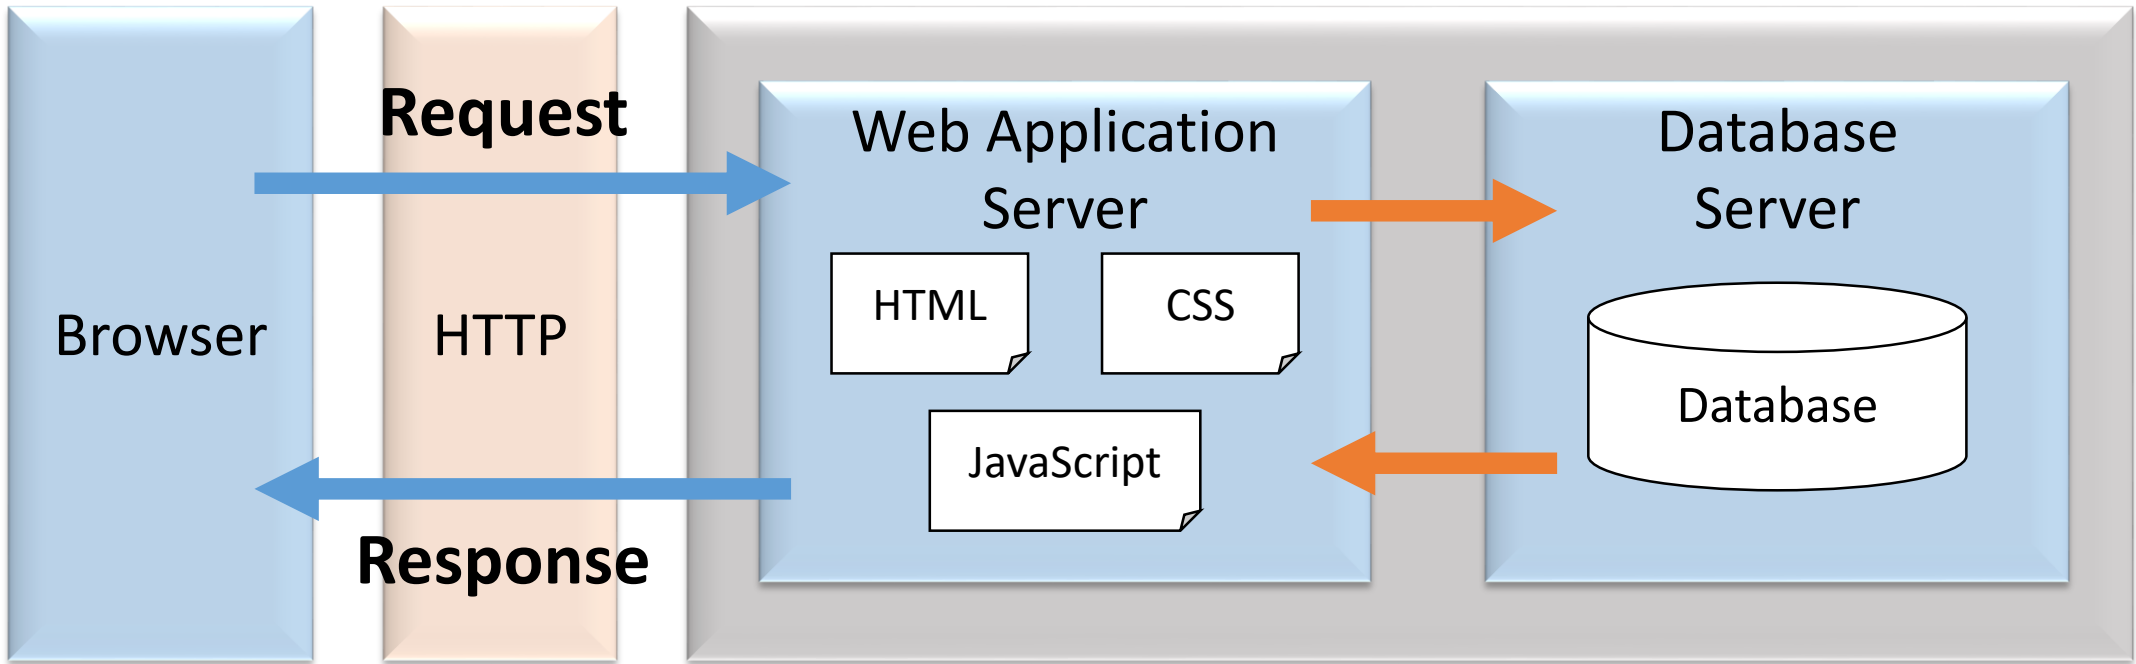 Browser
Request
HTTP
Response
Web Application
Server
HTML
CSS
JavaScript
Database
Server
Database